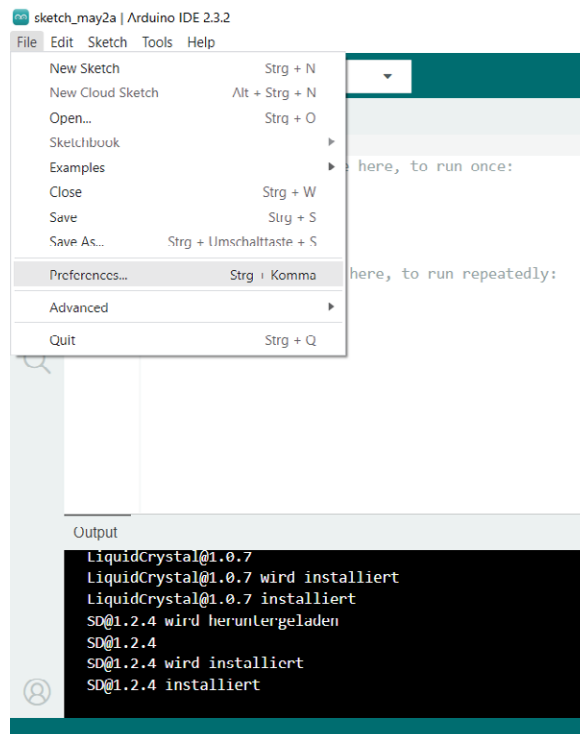 sketch_may2a | Arduino IDE 2.3.2
File Edit Sketch Tools Help
New Sketch Strg + N
New Cloud Sketch Alt + Strg + N
Open... Strg + O
Sketchbook
Examples
Close Strg + W
Save Strg + S
Save As... Strg + Umschalttaste + S
Preferences... Strg + Komma
Advanced
Quit Strg + Q
here, to run once:
here, to run repeatedly:
Output
LiquidCrystal@1.0.7
LiquidCrystal@1.0.7 wird installiert
LiquidCrystal@1.0.7 installiert
SD@1.2.4 wird heruntergeladen
SD@1.2.4
SD@1.2.4 wird installiert
SD@1.2.4 installiert